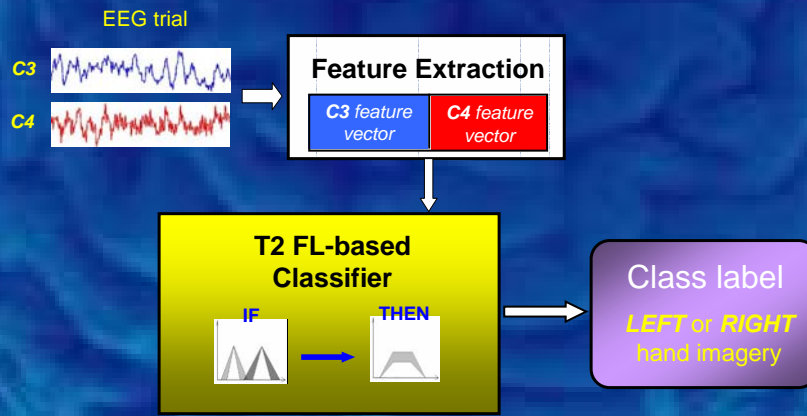 EEG trial
C3
C4
Feature Extraction
C3 feature
vector
C4 feature
vector
T2 FL-based
Classifier
IF
THEN
Class label
LEFT or RIGHT
hand imagery